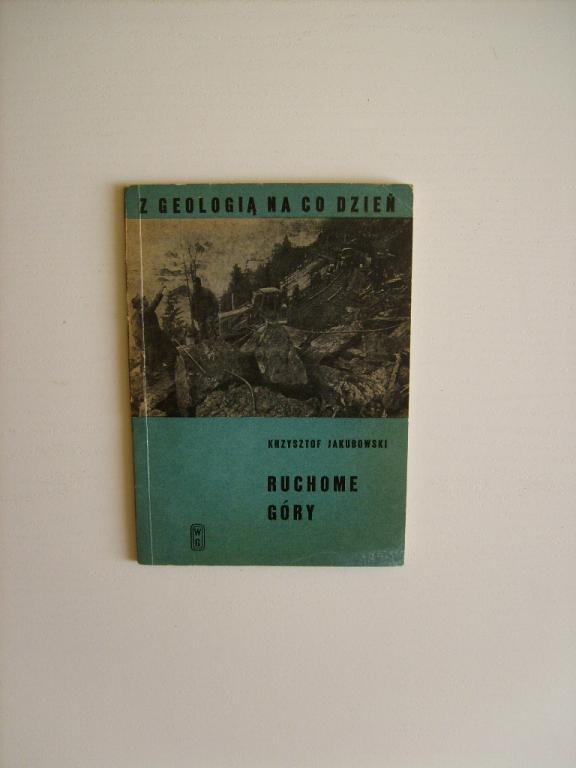 Z GEOLOGIĄ NA CO DZIEŃ
KRZYSZTOF JAKUBOWSKI
RUCHOME
GÓRY
W
G